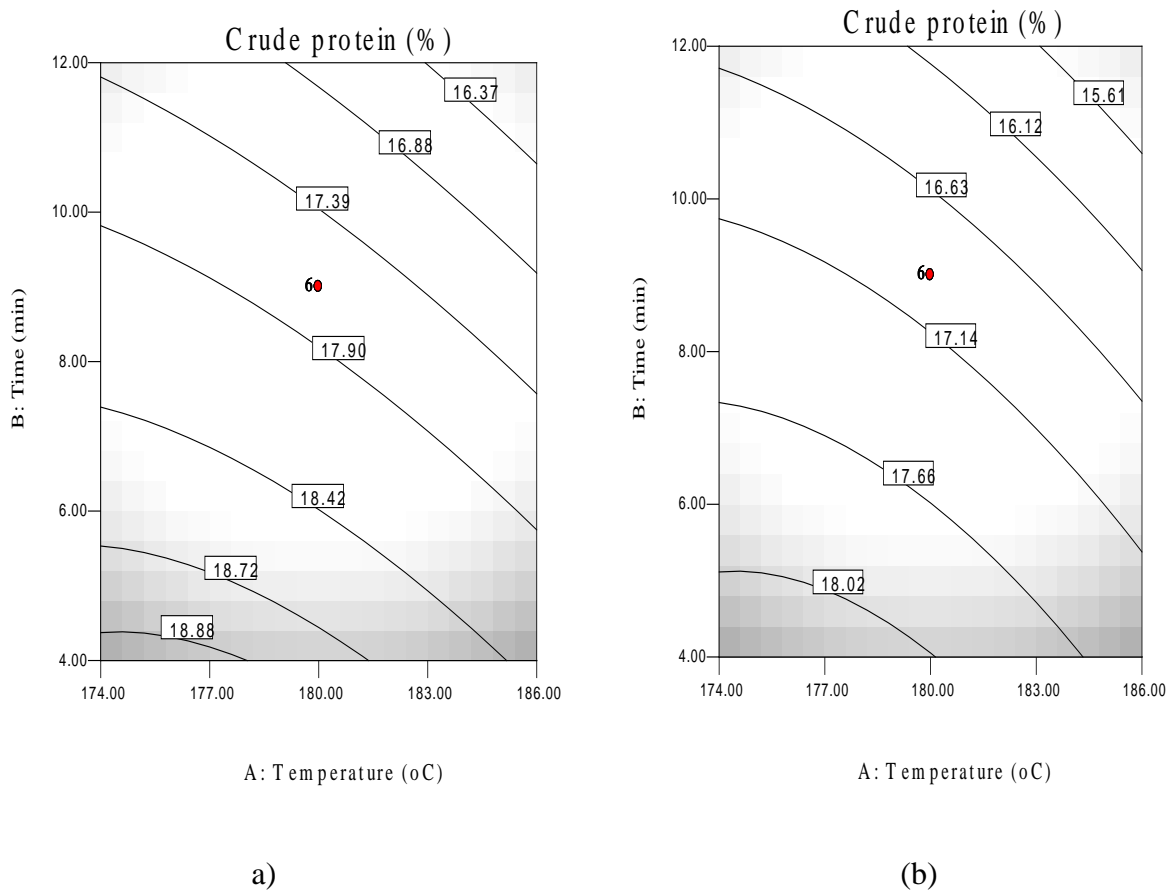 Crude protein (%)
12.00
10.00
8.00
6.00
4.00
B: Time (min)
16.37
16.88
17.39
6
17.90
18.42
18.72
18.88
174.00 177.00 180.00 183.00 186.00
A: Temperature (oC)
a)
Crude protein (%)
12.00
10.00
8.00
6.00
4.00
B: Time (min)
15.61
16.12
16.63
6
17.14
17.66
18.02
174.00 177.00 180.00 183.00 186.00
A: Temperature (oC)
(b)